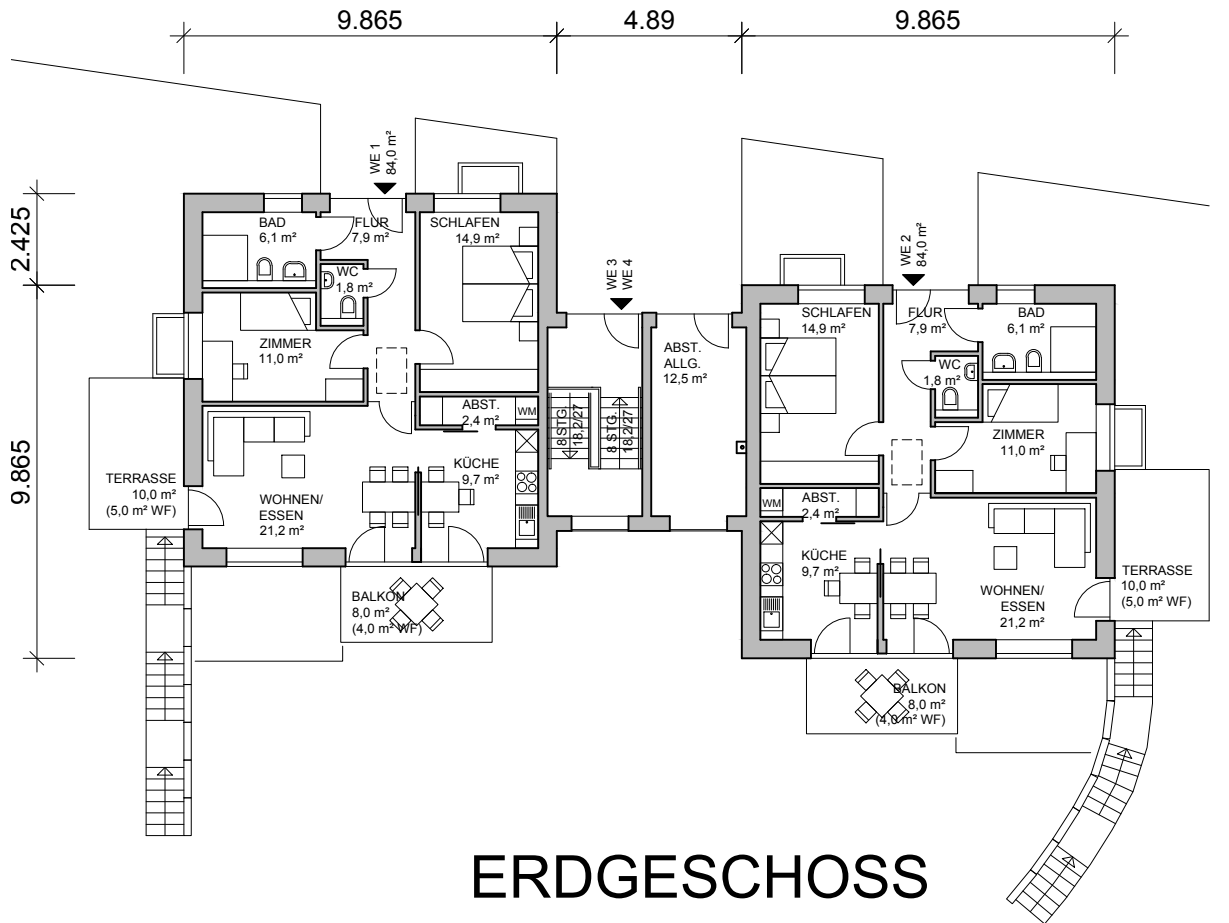 9.865
4.89
9.865
2.425
9.865
WE 1
84,0 m²
BAD
6,1 m²
FLUR
7,9 m²
SCHLAFEN
14,9 m²
WC
1,8 m²
ZIMMER
11,0 m²
ABST.
2,4 m²
WM
KÜCHE
9,7 m²
WOHNEN/
ESSEN
21,2 m²
TERRASSE
10,0 m²
(5,0 m² WF)
BALKON
8,0 m²
(4,0 m² WF)
WE 3
WE 4
8 STG.
18,2/27
8 STG.
18,2/27
ABST.
ALLG.
12,5 m²
WE 2
84,0 m²
SCHLAFEN
14,9 m²
FLUR
7,9 m²
BAD
6,1 m²
WC
1,8 m²
ZIMMER
11,0 m²
WM
ABST.
2,4 m²
KÜCHE
9,7 m²
WOHNEN/
ESSEN
21,2 m²
TERRASSE
10,0 m²
(5,0 m² WF)
BALKON
8,0 m²
(4,0 m² WF)
ERDGESCHOSS